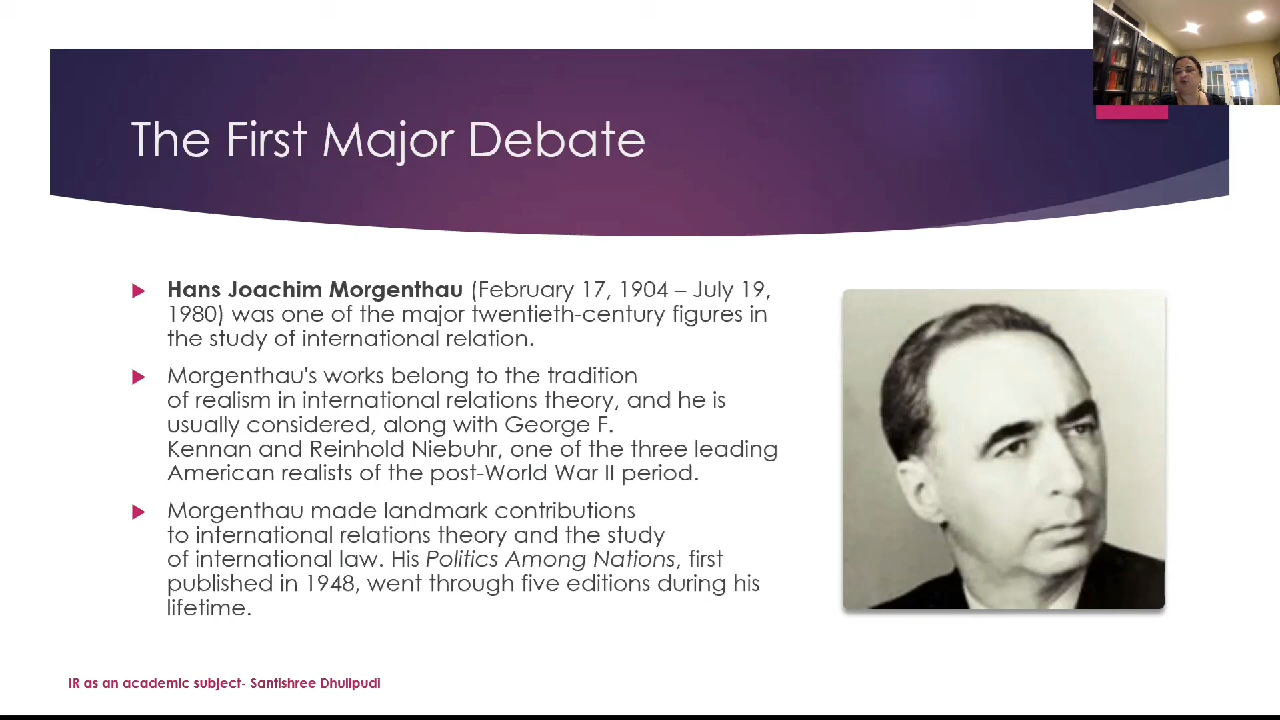 The First Major Debate
Hans Joachim Morgenthau (February 17, 1904 – July 19,
1980) was one of the major twentieth-century figures in
the study of international relation.
Morgenthau's works belong to the tradition
of realism in international relations theory, and he is
usually considered, along with George F.
Kennan and Reinhold Niebuhr, one of the three leading
American realists of the post-World War II period.
Morgenthau made landmark contributions
to international relations theory and the study
of international law. His Politics Among Nations, first
published in 1948, went through five editions during his
lifetime.
IR as an academic subject- Santishree Dhulipudi